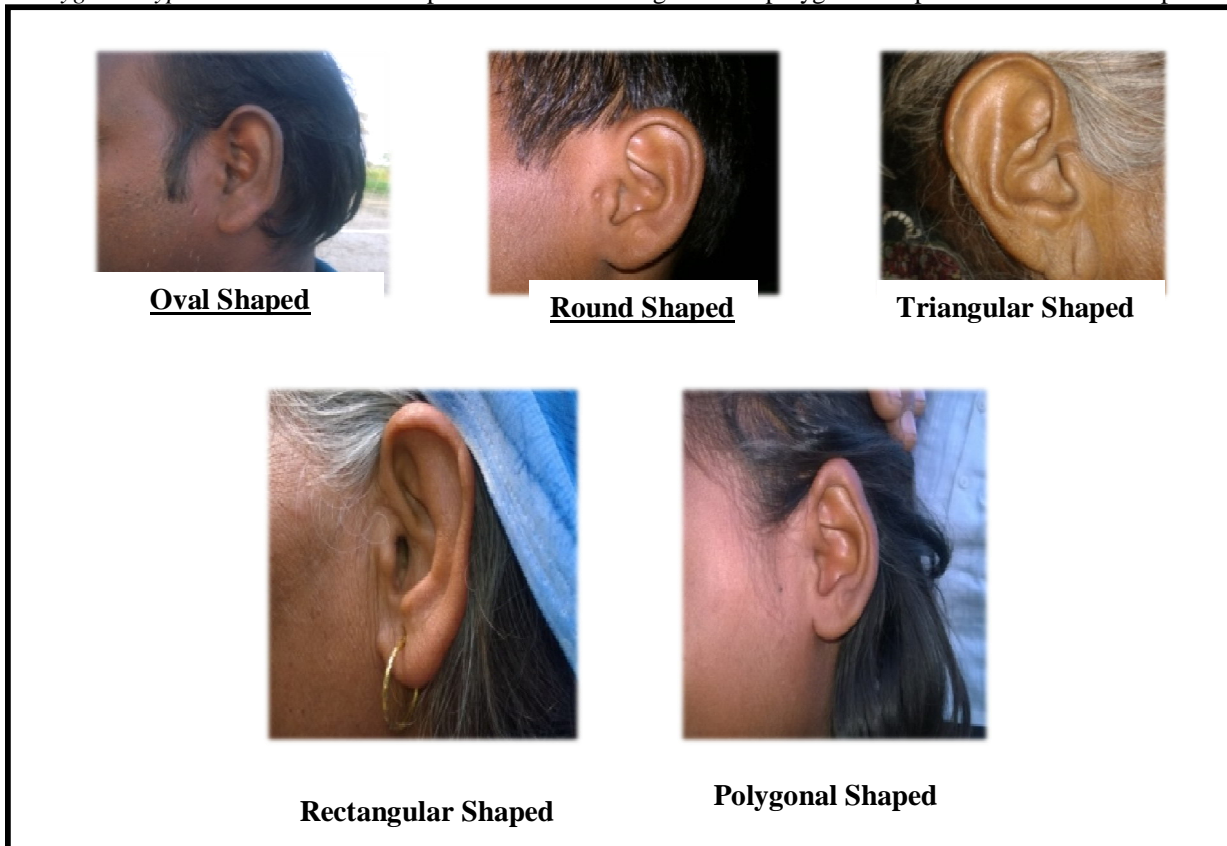 Oval Shaped
Round Shaped
Triangular Shaped
Rectangular Shaped
Polygonal Shaped